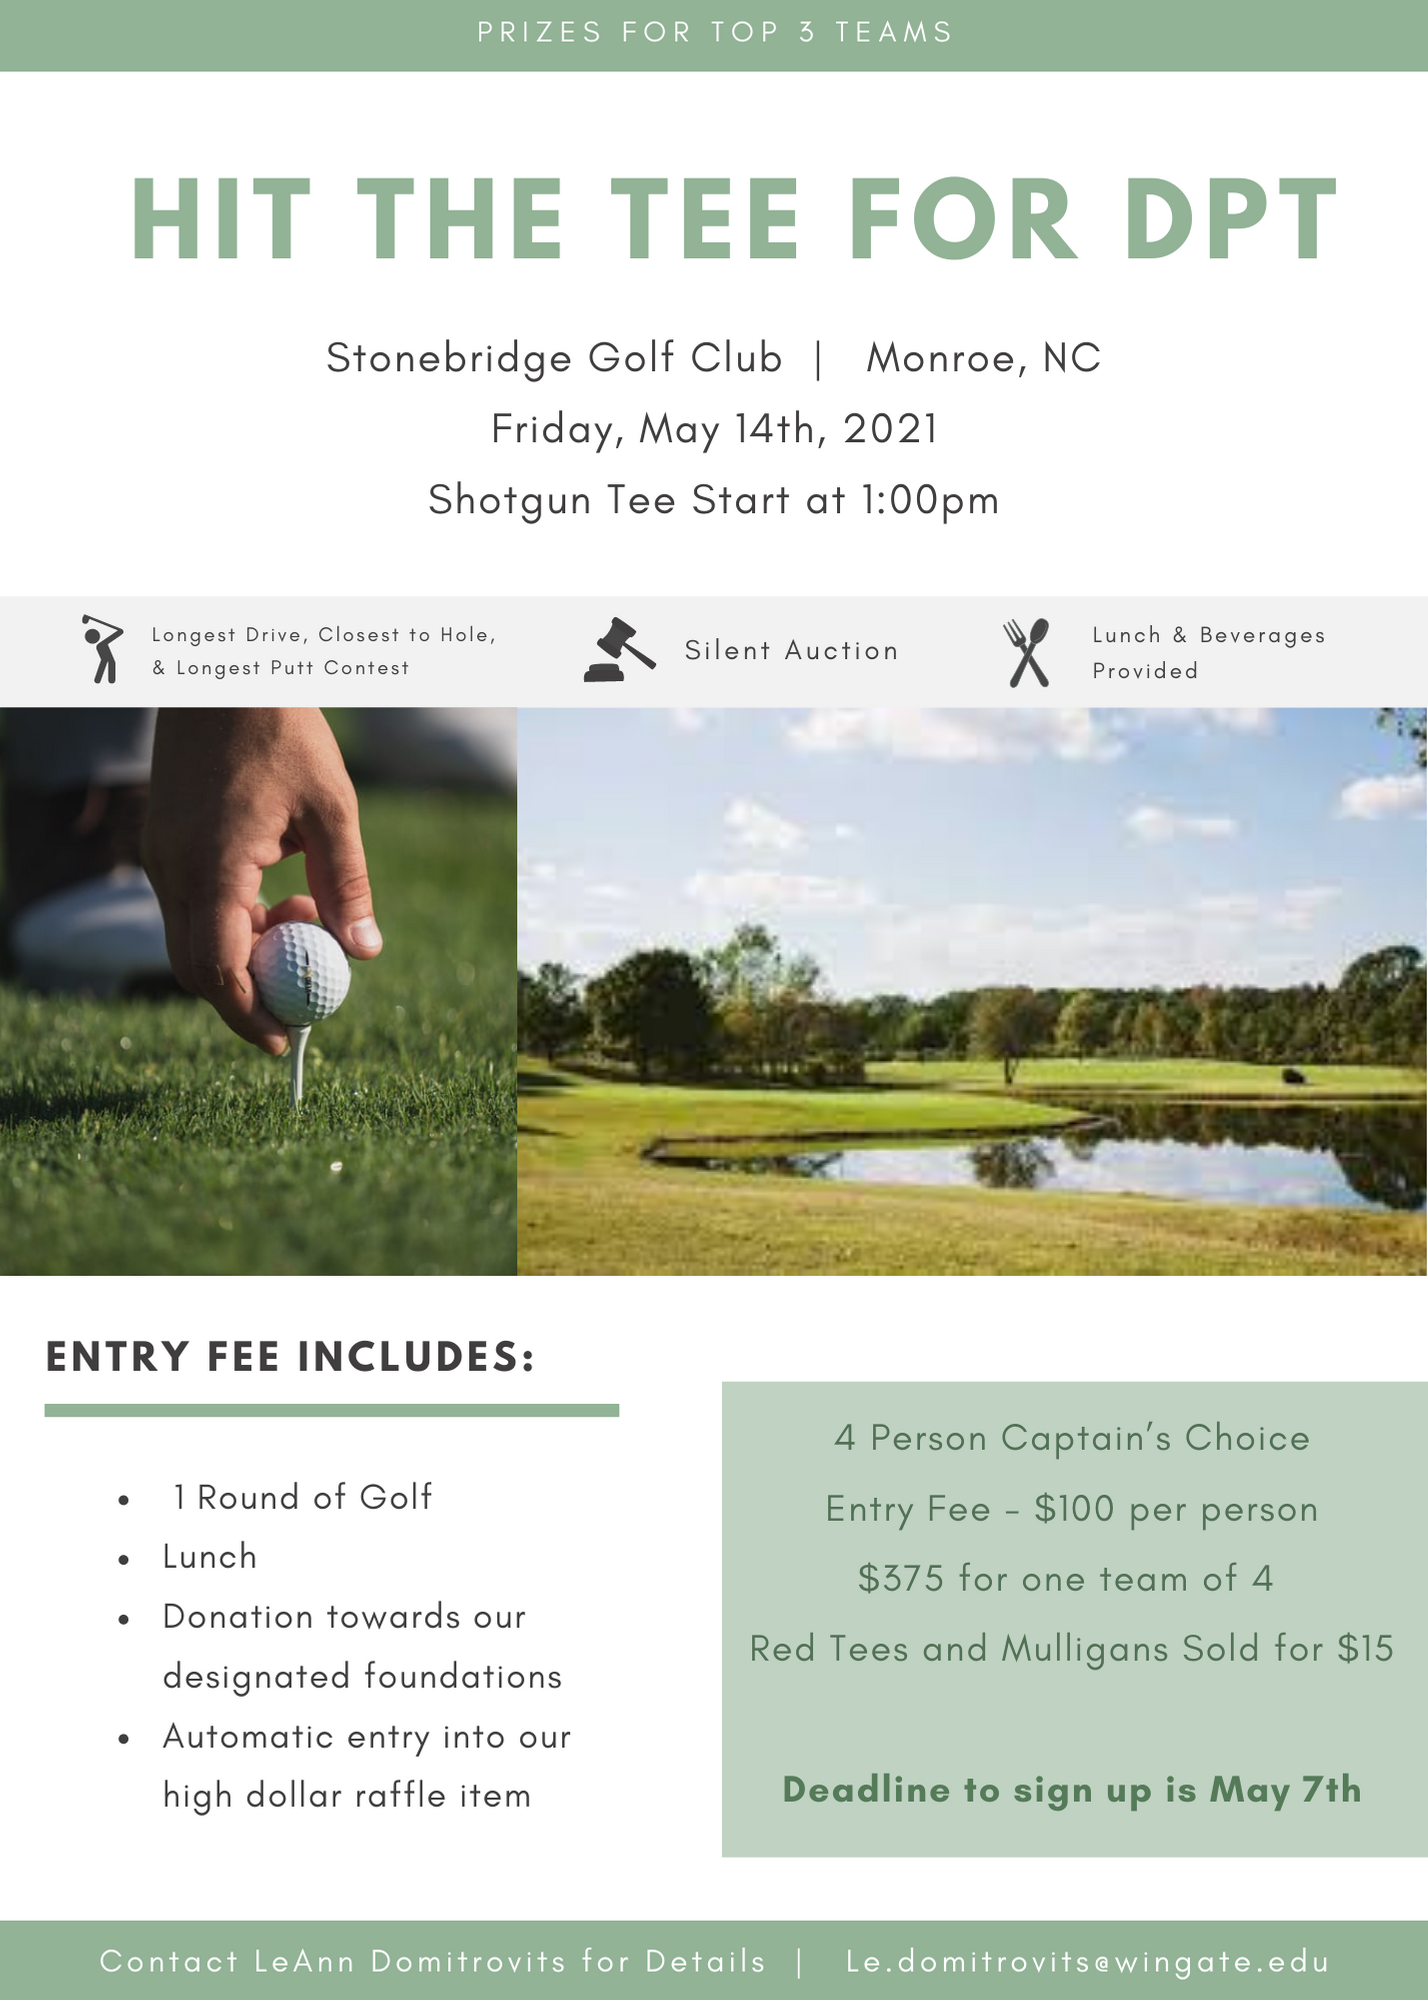 PRIZES FOR TOP 3 TEAMS
HIT THE TEE FOR DPT
Stonebridge Golf Club | Monroe, NC
Friday, May 14th, 2021
Shotgun Tee Start at 1:00pm
Longest Drive, Closest to Hole,
& Longest Putt Contest
Silent Auction
Lunch & Beverages
Provided
ENTRY FEE INCLUDES:
• 1 Round of Golf
• Lunch
• Donation towards our
designated foundations
• Automatic entry into our
high dollar raffle item
4 Person Captain's Choice
Entry Fee - $100 per person
$375 for one team of 4
Red Tees and Mulligans Sold for $15
Deadline to sign up is May 7th
Contact LeAnn Domitrovits for Details | Le.domitrovits@wingate.edu